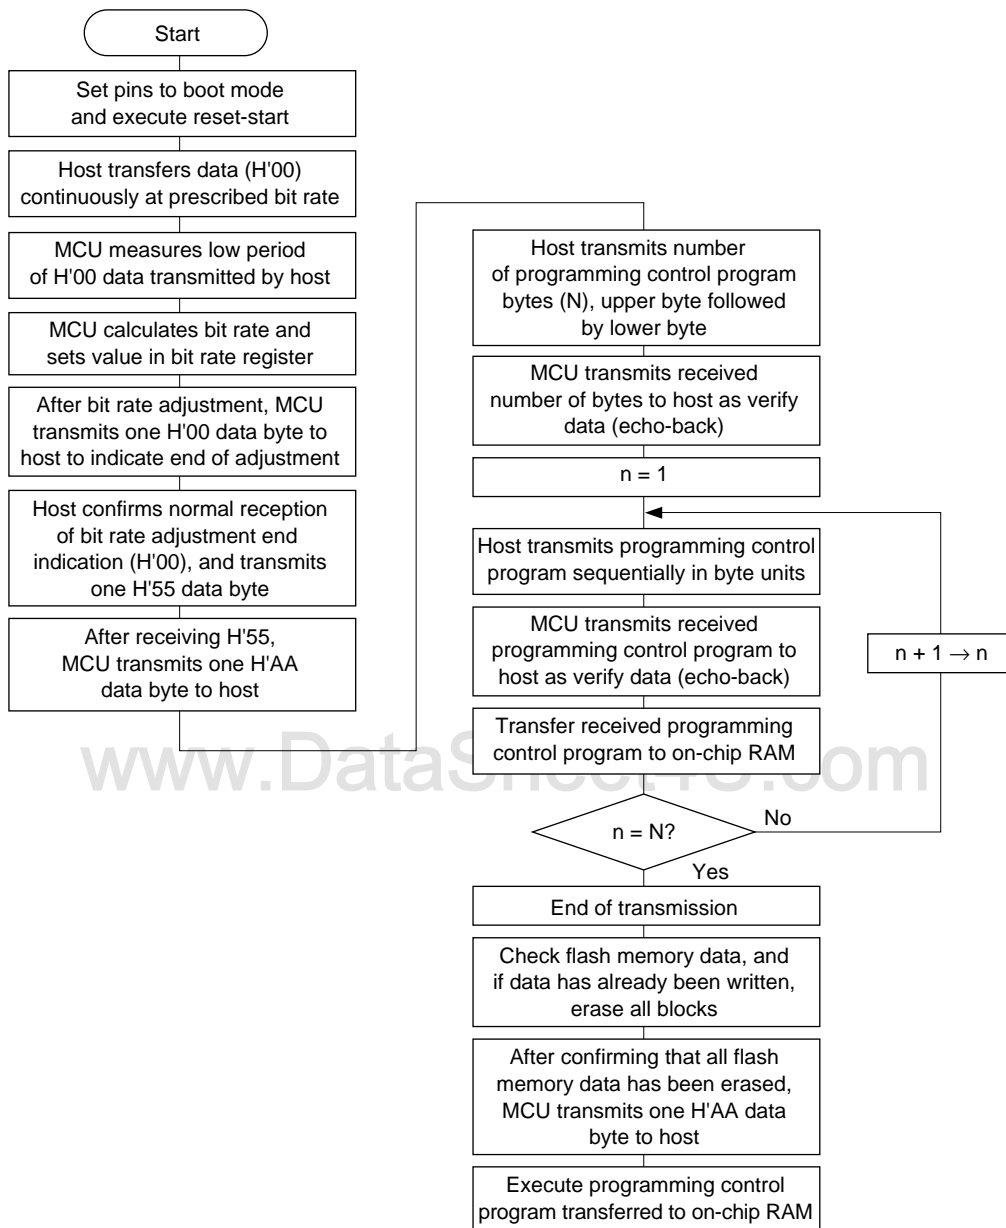 Start
Set pins to boot mode
and execute reset-start
Host transfers data (H'00)
continuously at prescribed bit rate
MCU measures low period
of H'00 data transmitted by host
MCU calculates bit rate and
sets value in bit rate register
After bit rate adjustment, MCU
transmits one H'00 data byte to
host to indicate end of adjustment
Host confirms normal reception
of bit rate adjustment end
indication (H'00), and transmits
one H'55 data byte
After receiving H'55,
MCU transmits one H'AA
data byte to host
Host transmits number
of programming control program
bytes (N), upper byte followed
by lower byte
MCU transmits received
number of bytes to host as verify
data (echo-back)
n = 1
Host transmits programming control
program sequentially in byte units
MCU transmits received
programming control program to
host as verify data (echo-back)
n + 1 → n
Transfer received programming
control program to on-chip RAM
www.DataSheet4U.com
n = N?
No
Yes
End of transmission
Check flash memory data, and
if data has already been written,
erase all blocks
After confirming that all flash
memory data has been erased,
MCU transmits one H'AA data
byte to host
Execute programming control
program transferred to on-chip RAM